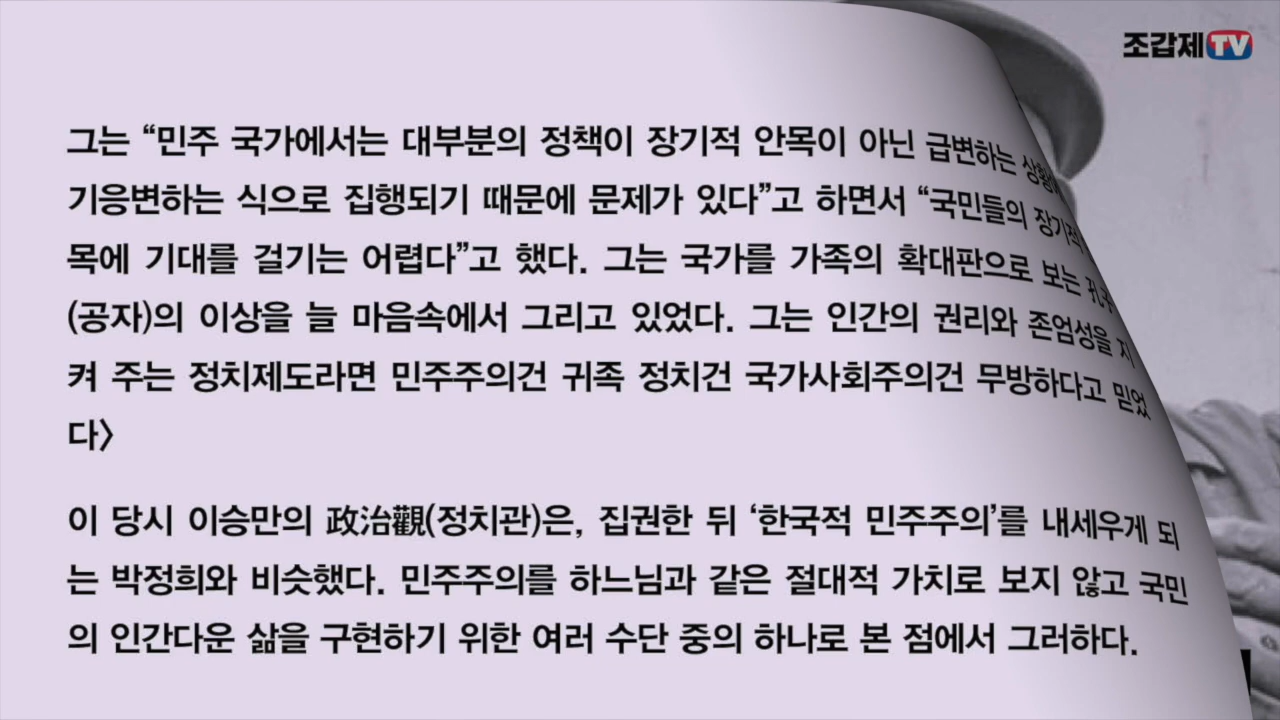 조갑제TV
그는 “민주 국가에서는 대부분의 정책이 장기적 안목이 아닌 급변하는
기응변하는 식으로 집행되기 때문에 문제가 있다”고 하면서 “국민들의 장기적
목에 기대를 걸기는 어렵다”고 했다. 그는 국가를 가족의 확대판으로 보는
(공자)의 이상을 늘 마음속에서 그리고 있었다. 그는 인간의 권리와 존엄성을 지
켜 주는 정치제도라면 민주주의건 귀족 정치건 국가사회주의건 무방하다고 믿었
다〉
이 당시 이승만의 政治觀(정치관)은, 집권한 뒤 ‘한국적 민주주의’를 내세우게 되
는 박정희와 비슷했다. 민주주의를 하느님과 같은 절대적 가치로 보지 않고 국민
의 인간다운 삶을 구현하기 위한 여러 수단 중의 하나로 본 점에서 그러하다.